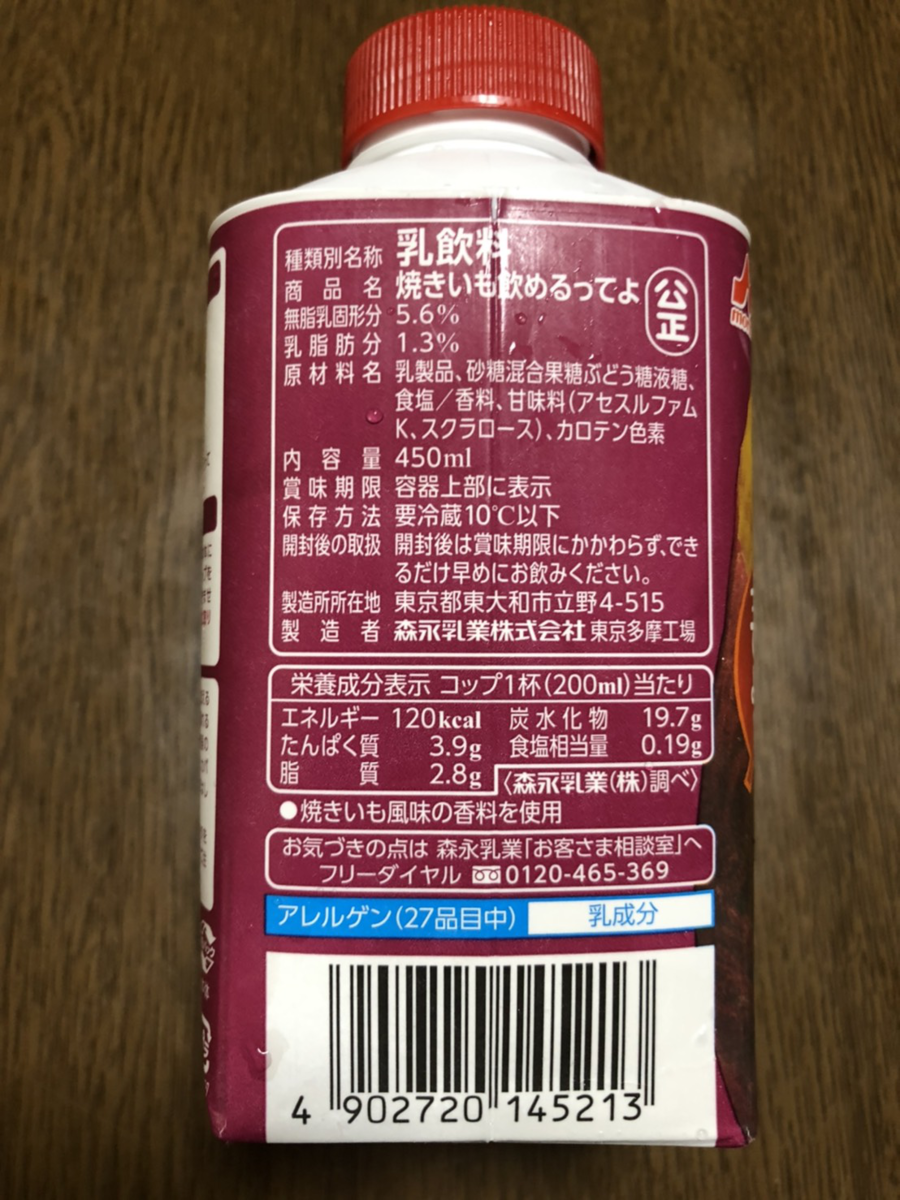 種類別名称 乳飲料
商品名 焼きいも飲めるってよ
公正
無脂乳固形分 5.6%
乳脂肪分 1.3%
原材料名 乳製品、砂糖混合果糖ぶどう糖液糖、
食塩/香料、甘味料(アセスルファム
K、スクラロース)、カロテン色素
内容量 450ml
賞味期限 容器上部に表示
保存方法 要冷蔵10℃以下
開封後の取扱 開封後は賞味期限にかかわらず、でき
るだけ早めにお飲みください。
製造所所在地 東京都東大和市立野4-515
製造者 森永乳業株式会社 東京多摩工場
栄養成分表示 コップ1杯(200ml)当たり
エネルギー 120kcal 炭水化物 19.7g
たんぱく質 3.9g 食塩相当量 0.19g
脂質 2.8g 〈森永乳業(株)調べ〉
●焼きいも風味の香料を使用
お気づきの点は 森永乳業「お客さま相談室」へ
フリーダイヤル 0120-465-369
アレルゲン(27品目中) 乳成分
4 902720 145213